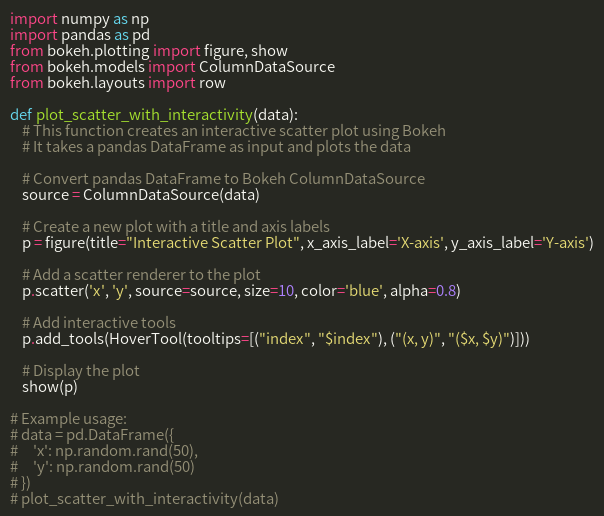 import numpy as np
import pandas as pd
from bokeh.plotting import figure, show
from bokeh.models import ColumnDataSource
from bokeh.layouts import row

def plot_scatter_with_interactivity(data):
    # This function creates an interactive scatter plot using Bokeh
    # It takes a pandas DataFrame as input and plots the data

    # Convert pandas DataFrame to Bokeh ColumnDataSource
    source = ColumnDataSource(data)

    # Create a new plot with a title and axis labels
    p = figure(title="Interactive Scatter Plot", x_axis_label='X-axis', y_axis_label='Y-axis')

    # Add a scatter renderer to the plot
    p.scatter('x', 'y', source=source, size=10, color='blue', alpha=0.8)

    # Add interactive tools
    p.add_tools(HoverTool(tooltips=[("index", "$index"), ("(x, y)", "($x, $y)")]))

    # Display the plot
    show(p)

# Example usage:
# data = pd.DataFrame({
#     'x': np.random.rand(50),
#     'y': np.random.rand(50)
# })
# plot_scatter_with_interactivity(data)